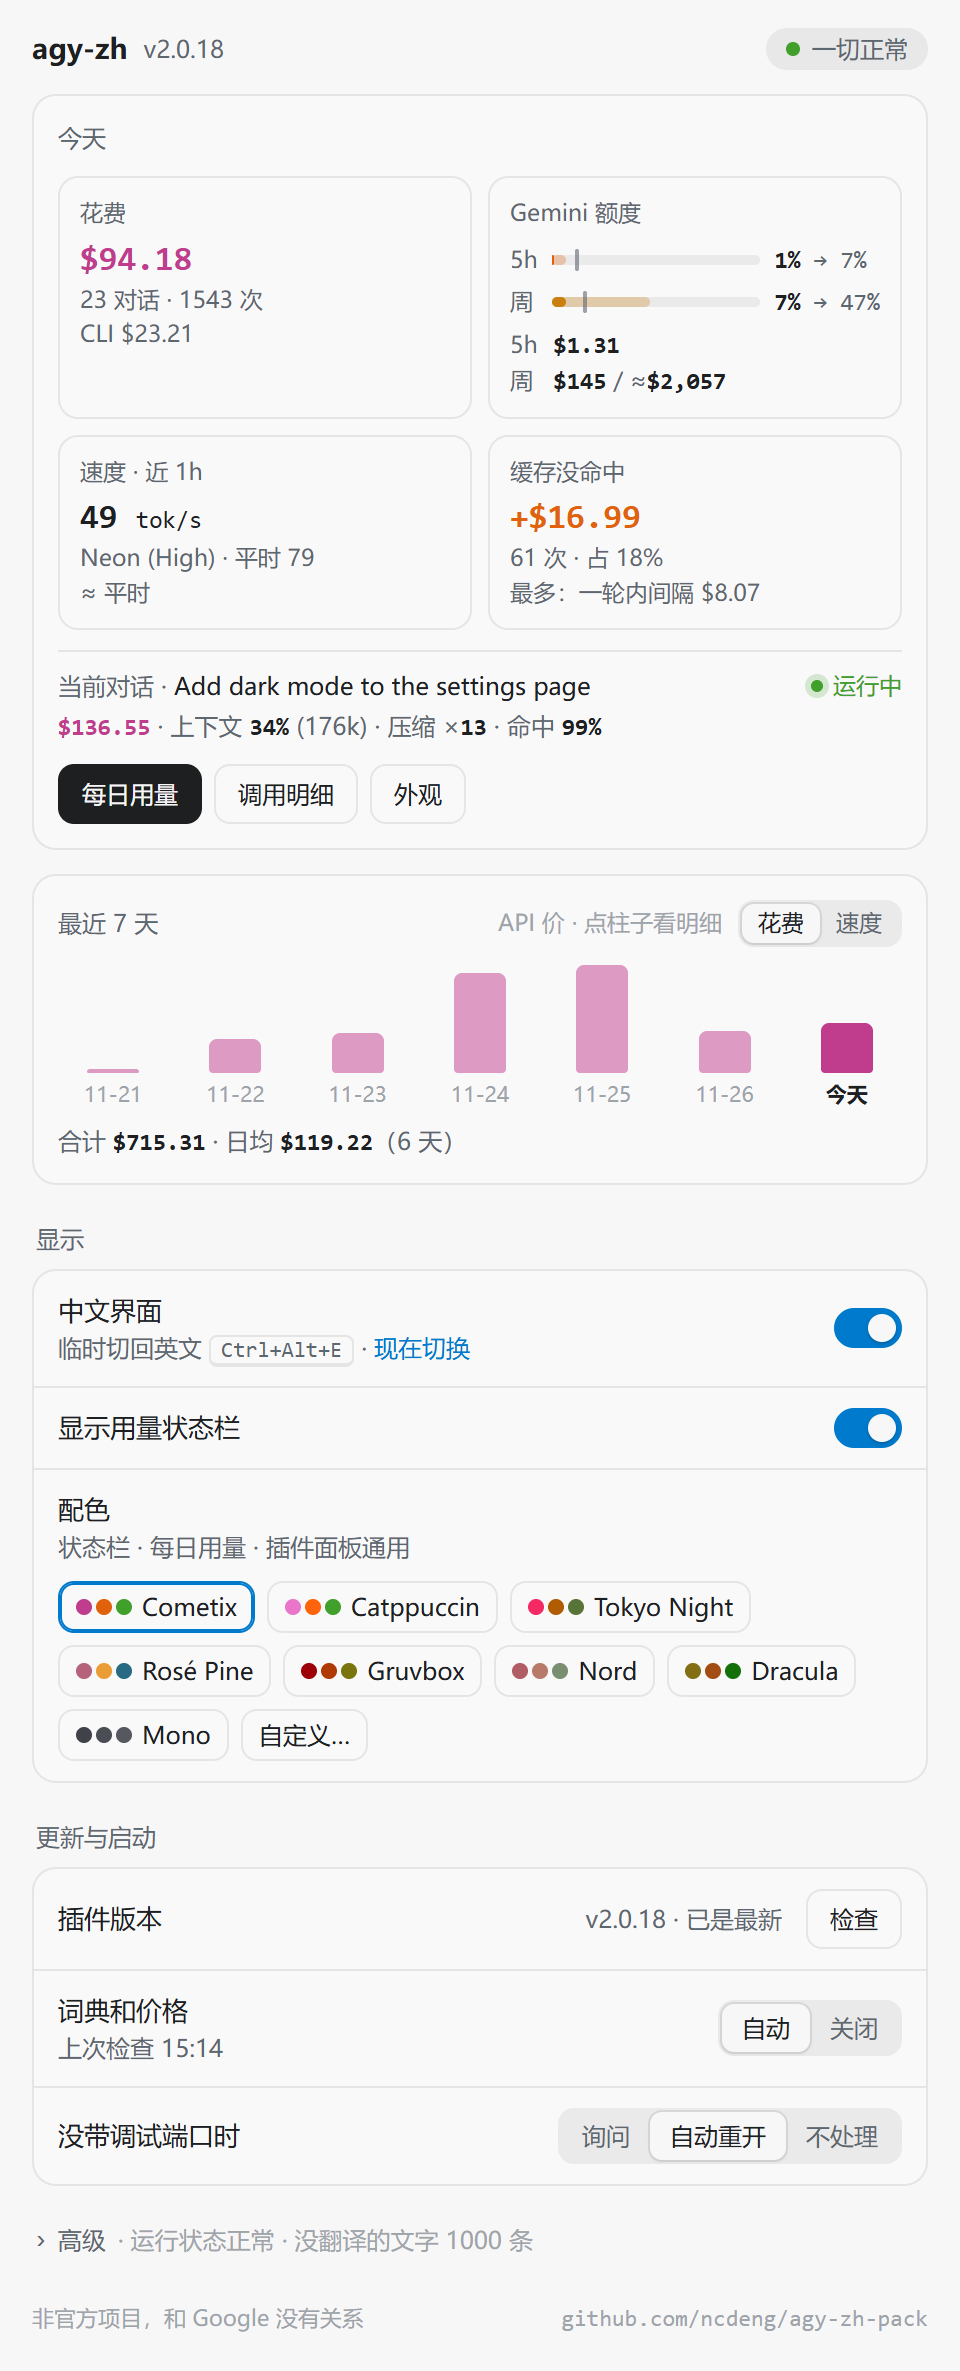 agy-zh v2.0.18
一切正常
今天
花费
$94.18
23 对话 · 1543 次
CLI $23.21
Gemini 额度
5h 1% → 7%
周 7% → 47%
5h $1.31
周 $145 / ≈$2,057
速度 · 近 1h
49 tok/s
Neon (High) · 平时 79
≈ 平时
缓存没命中
+$16.99
61 次 · 占 18%
最多：一轮内间隔 $8.07
当前对话 · Add dark mode to the settings page
运行中
$136.55 · 上下文 34% (176k) · 压缩 ×13 · 命中 99%
每日用量 调用明细 外观
最近 7 天
API 价 · 点柱子看明细
花费 速度
11-21 11-22 11-23 11-24 11-25 11-26 今天
合计 $715.31 · 日均 $119.22（6 天）
显示
中文界面
临时切回英文 Ctrl+Alt+E · 现在切换
显示用量状态栏
配色
状态栏 · 每日用量 · 插件面板通用
Cometix Catppuccin Tokyo Night
Rosé Pine Gruvbox Nord Dracula
Mono 自定义...
更新与启动
插件版本
v2.0.18 · 已是最新 检查
词典和价格
上次检查 15:14
自动 关闭
没带调试端口时
询问 自动重开 不处理
› 高级 · 运行状态正常 · 没翻译的文字 1000 条
非官方项目，和 Google 没有关系
github.com/ncdeng/agy-zh-pack